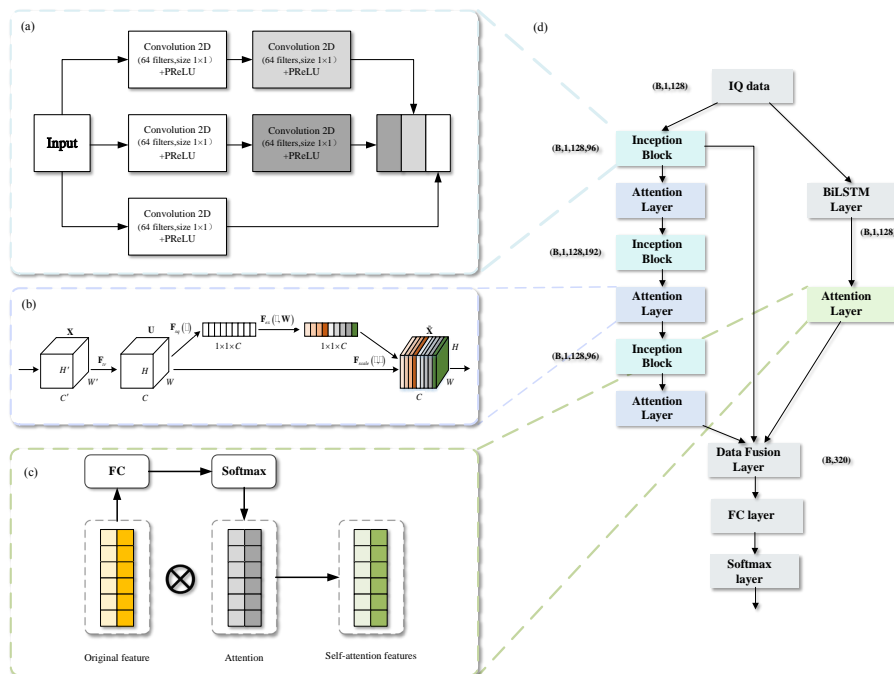 (a)
Convolution 2D
(64 filters,size 1×1)
+PReLU
Convolution 2D
(64 filters,size 1×1)
+PReLU
Input
Convolution 2D
(64 filters,size 1×1)
+PReLU
Convolution 2D
(64 filters,size 1×1)
+PReLU
Convolution 2D
(64 filters,size 1×1)
+PReLU
(b)
X
H'
W'
C'
F_tr
U
H
W
C
F_sq(□)
1×1×C
F_ex(□,W)
1×1×C
F_scale(□,□)
X̃
H
W
C
(c)
FC
Softmax
Original feature
Attention
Self-attention features
(d)
(B,1,128)
IQ data
(B,1,128,96)
Inception
Block
Attention
Layer
(B,1,128,192)
Inception
Block
Attention
Layer
(B,1,128,96)
Inception
Block
Attention
Layer
BiLSTM
Layer
(B,1,128)
Attention
Layer
Data Fusion
Layer
(B,320)
FC layer
Softmax
layer